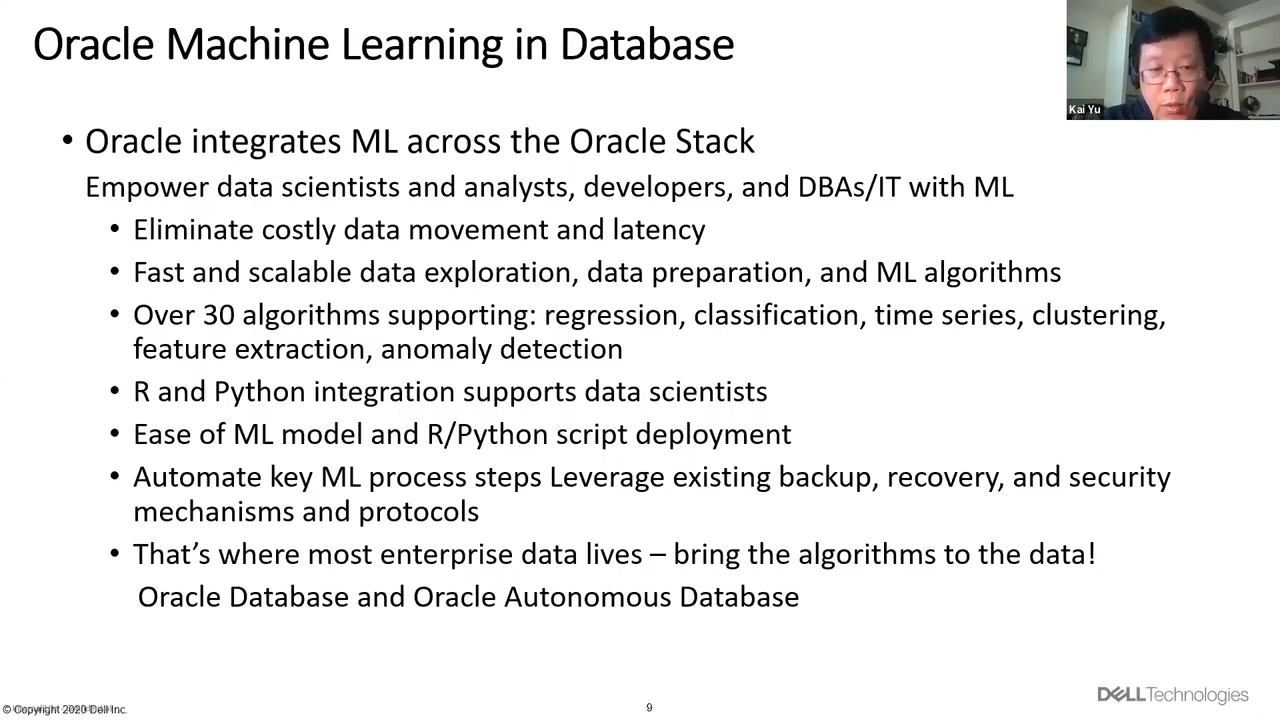 Oracle Machine Learning in Database
Kai Yu
• Oracle integrates ML across the Oracle Stack
Empower data scientists and analysts, developers, and DBAs/IT with ML
• Eliminate costly data movement and latency
• Fast and scalable data exploration, data preparation, and ML algorithms
• Over 30 algorithms supporting: regression, classification, time series, clustering,
feature extraction, anomaly detection
• R and Python integration supports data scientists
• Ease of ML model and R/Python script deployment
• Automate key ML process steps Leverage existing backup, recovery, and security
mechanisms and protocols
• That’s where most enterprise data lives – bring the algorithms to the data!
Oracle Database and Oracle Autonomous Database
© Copyright 2020 Dell Inc.
9
DELLTechnologies